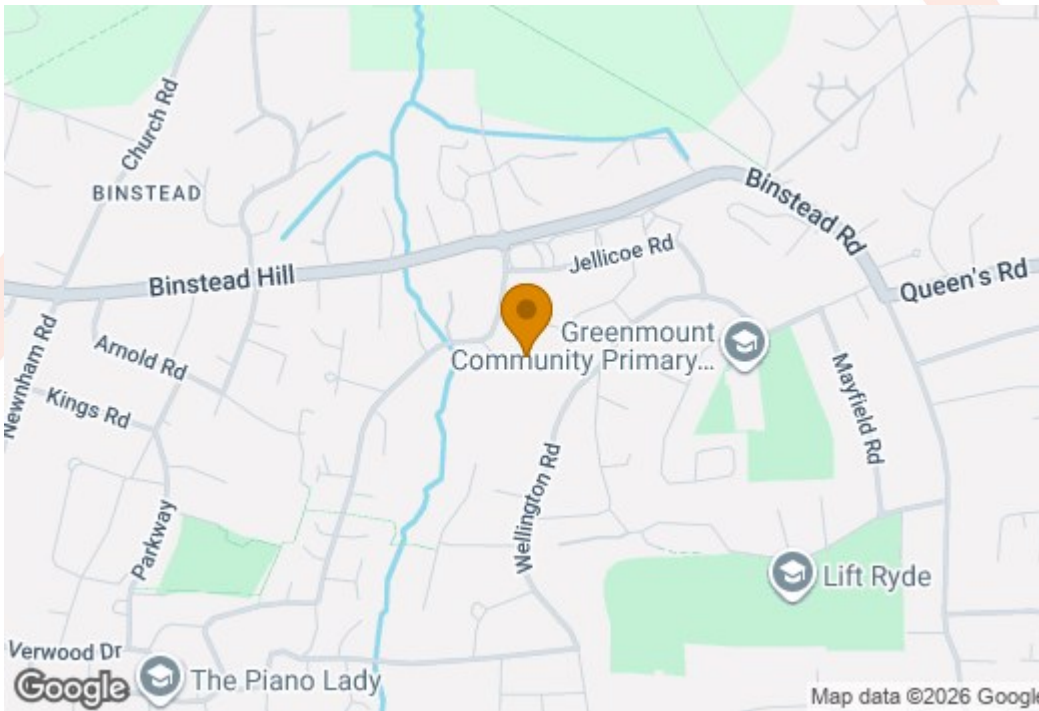 Church Rd
BINSTEAD
Binstead Hill
Binstead Rd
Jellicoe Rd
Queen's Rd
Newnham Rd
Arnold Rd
Kings Rd
Greenmount
Community Primary...
Mayfield Rd
Wellington Rd
Parkway
Lift Ryde
Verwood Dr
The Piano Lady
Google
Map data ©2026 Google